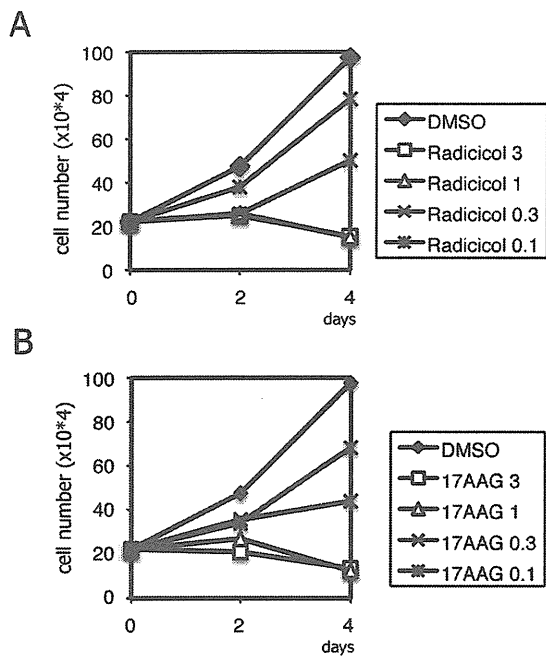 A
cell number (x10*4)
100
80
60
40
20
0
0
2
4
days
DMSO
Radicicol 3
Radicicol 1
Radicicol 0.3
Radicicol 0.1
B
cell number (x10*4)
100
80
60
40
20
0
0
2
4
days
DMSO
17AAG 3
17AAG 1
17AAG 0.3
17AAG 0.1